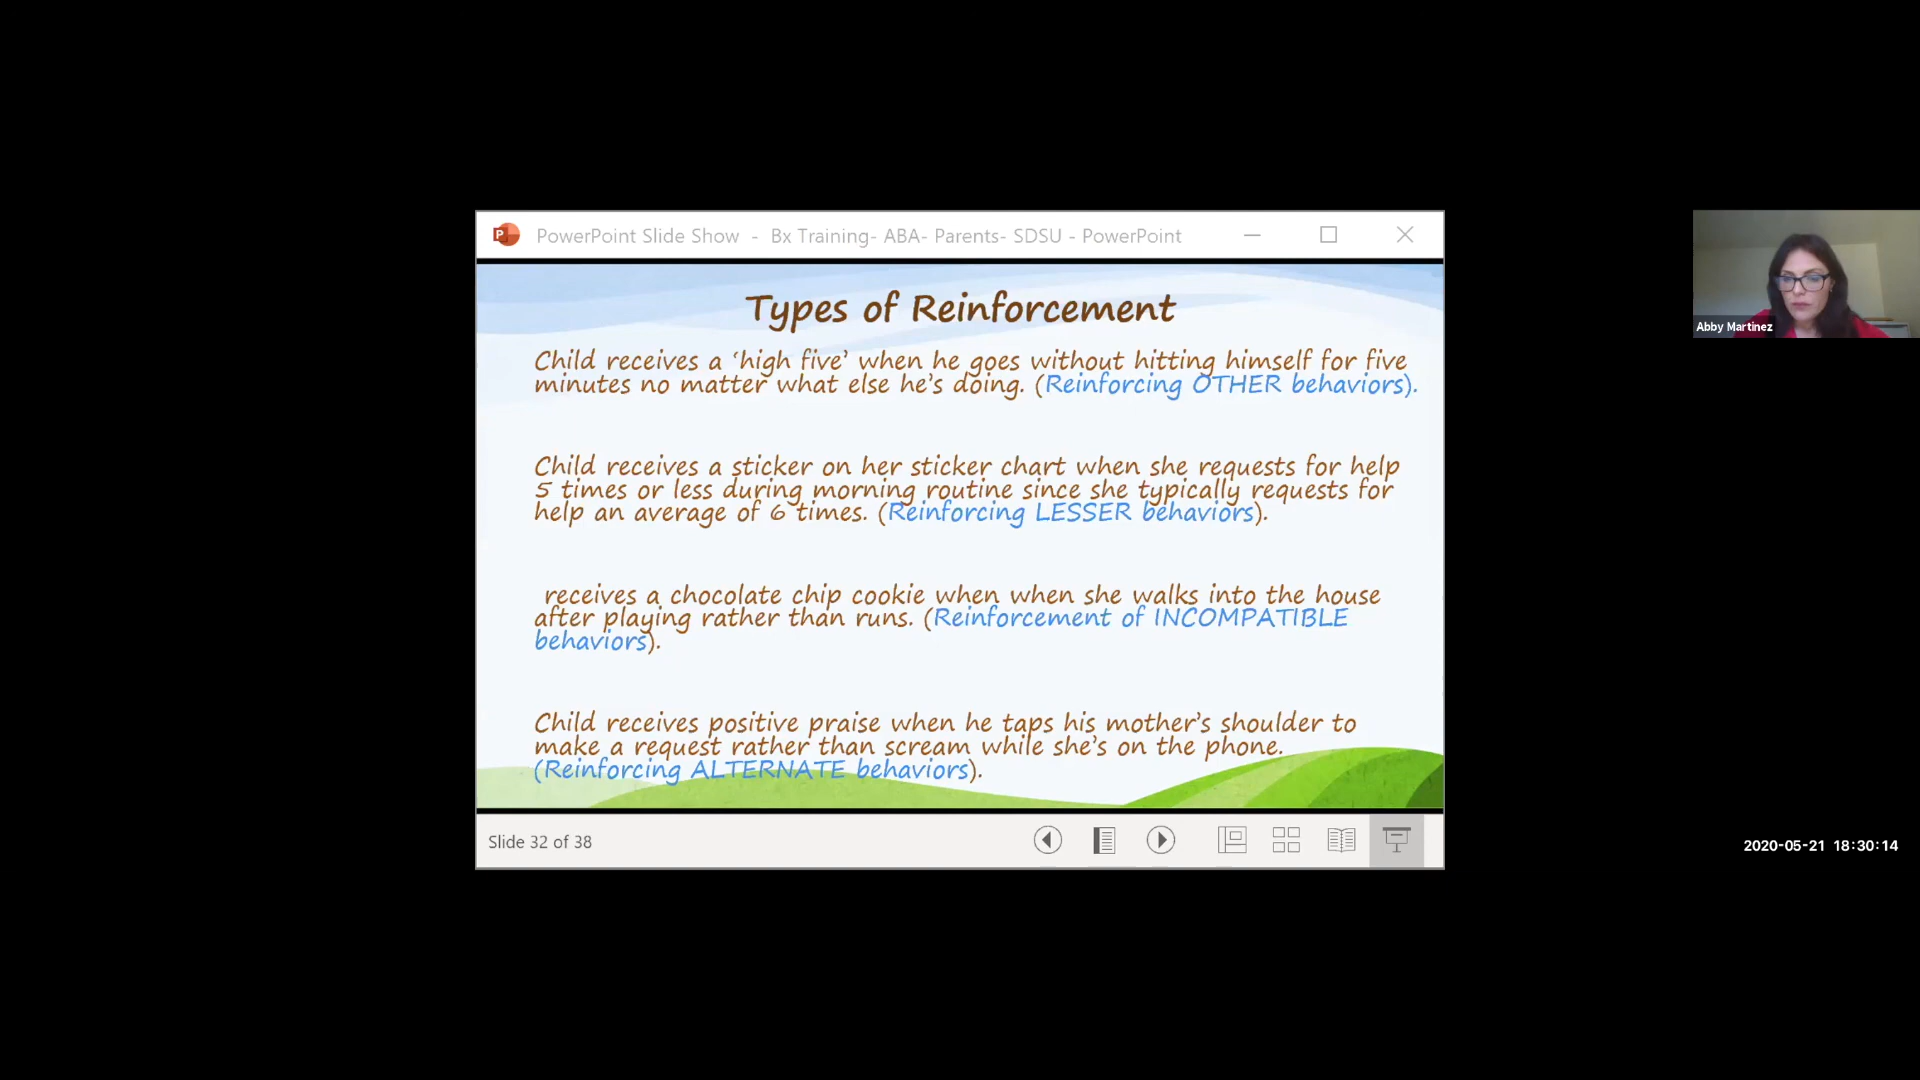 PowerPoint Slide Show - Bx Training- ABA- Parents- SDSU - PowerPoint
Types of Reinforcement
Child receives a ‘high five’ when he goes without hitting himself for five
minutes no matter what else he’s doing. (Reinforcing OTHER behaviors).
Child receives a sticker on her sticker chart when she requests for help
5 times or less during morning routine since she typically requests for
help an average of 6 times. (Reinforcing LESSER behaviors).
receives a chocolate chip cookie when when she walks into the house
after playing rather than runs. (Reinforcement of INCOMPATIBLE
behaviors).
Child receives positive praise when he taps his mother’s shoulder to
make a request rather than scream while she’s on the phone.
(Reinforcing ALTERNATE behaviors).
Slide 32 of 38
Abby Martinez
2020-05-21 18:30:14